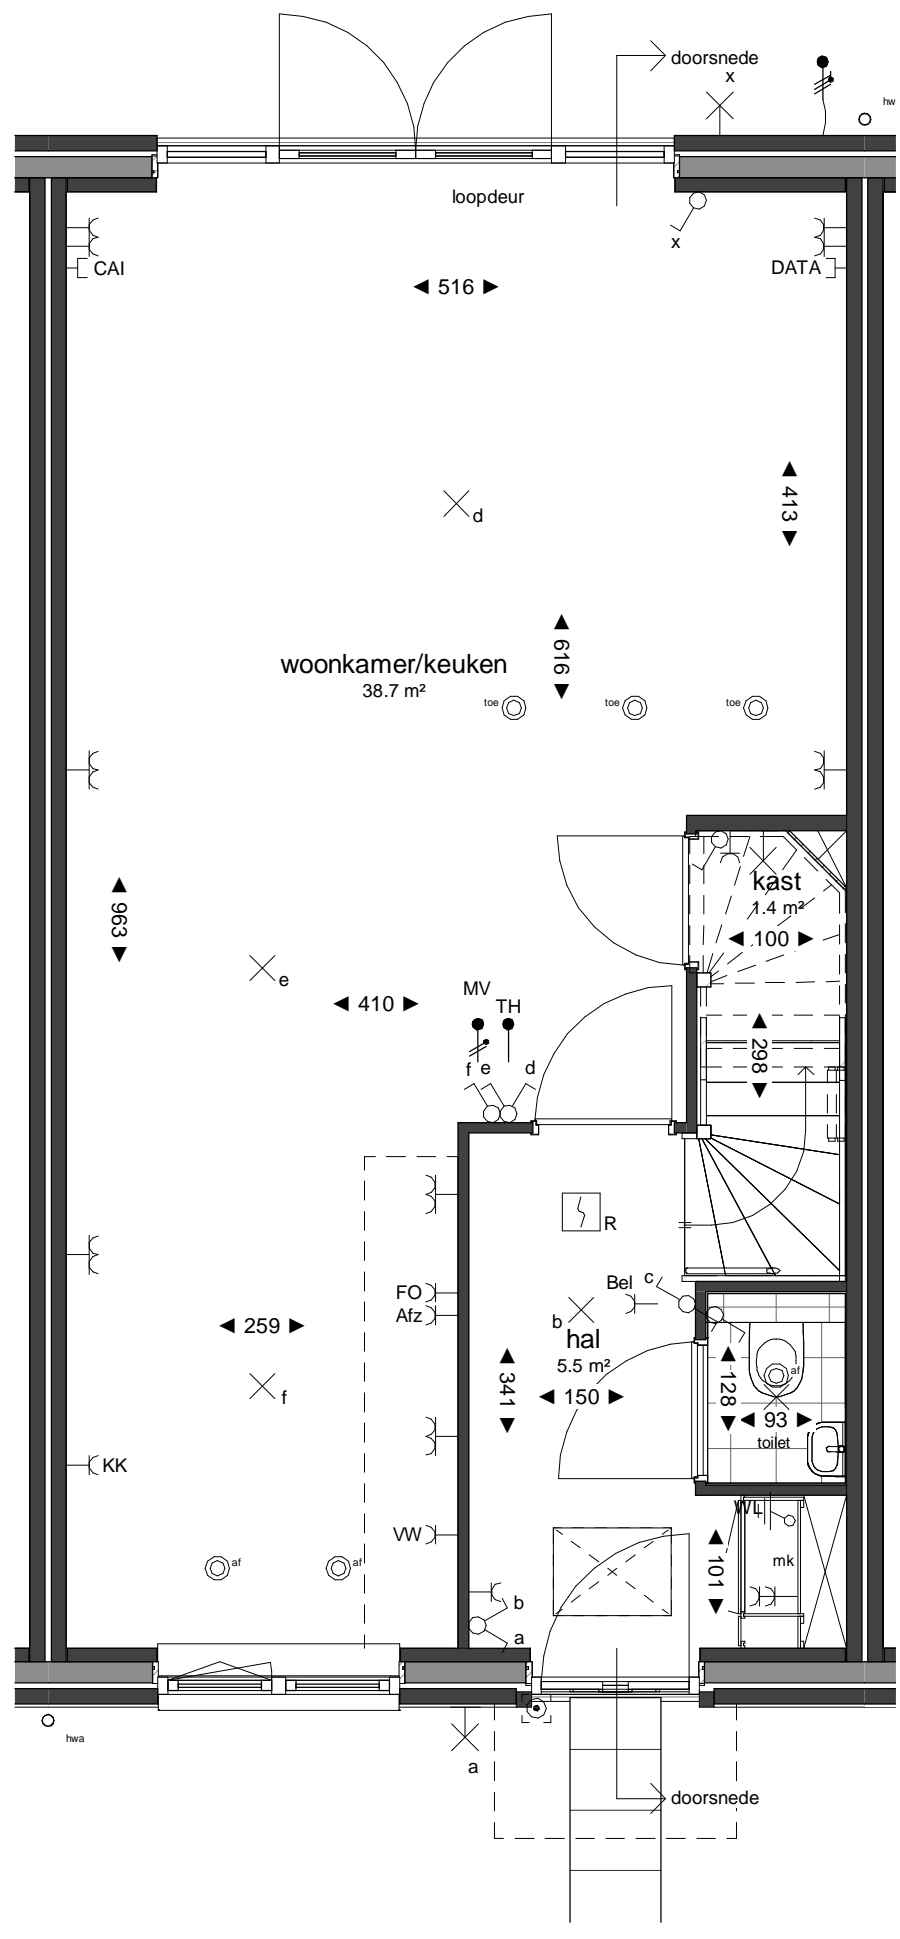 doorsnede
x
hw
loopdeur
x
CAI
DATA
516
413
616
woonkamer/keuken
38.7 m²
toe
toe
toe
kast
1.4 m²
963
100
e
410
MV
TH
298
f e
d
d
R
FO
Bel
c
Afz
b
hal
259
5.5 m²
af
341
150
128
f
93
toilet
KK
WL
VW
101
mk
af
af
b
a
hwa
a
doorsnede